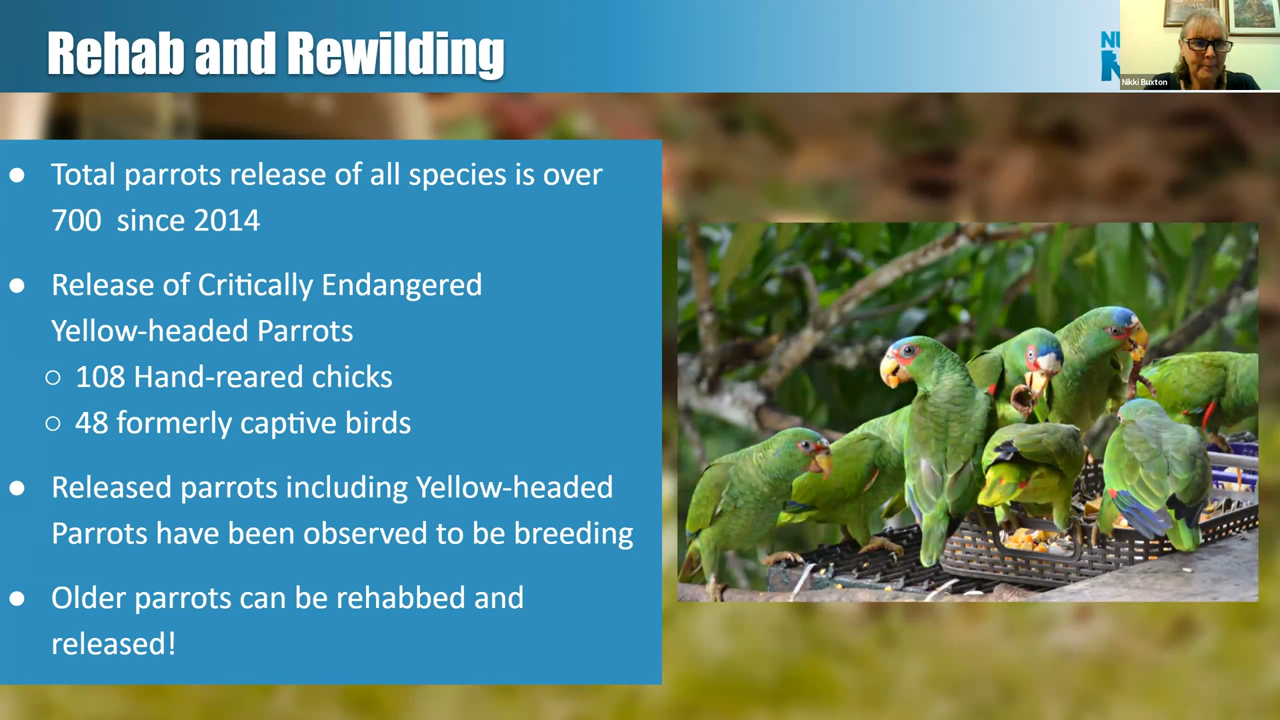 Rehab and Rewilding
Nikki Buxton
● Total parrots release of all species is over
700  since 2014
● Release of Critically Endangered
Yellow-headed Parrots
○ 108 Hand-reared chicks
○ 48 formerly captive birds
● Released parrots including Yellow-headed
Parrots have been observed to be breeding
● Older parrots can be rehabbed and
released!